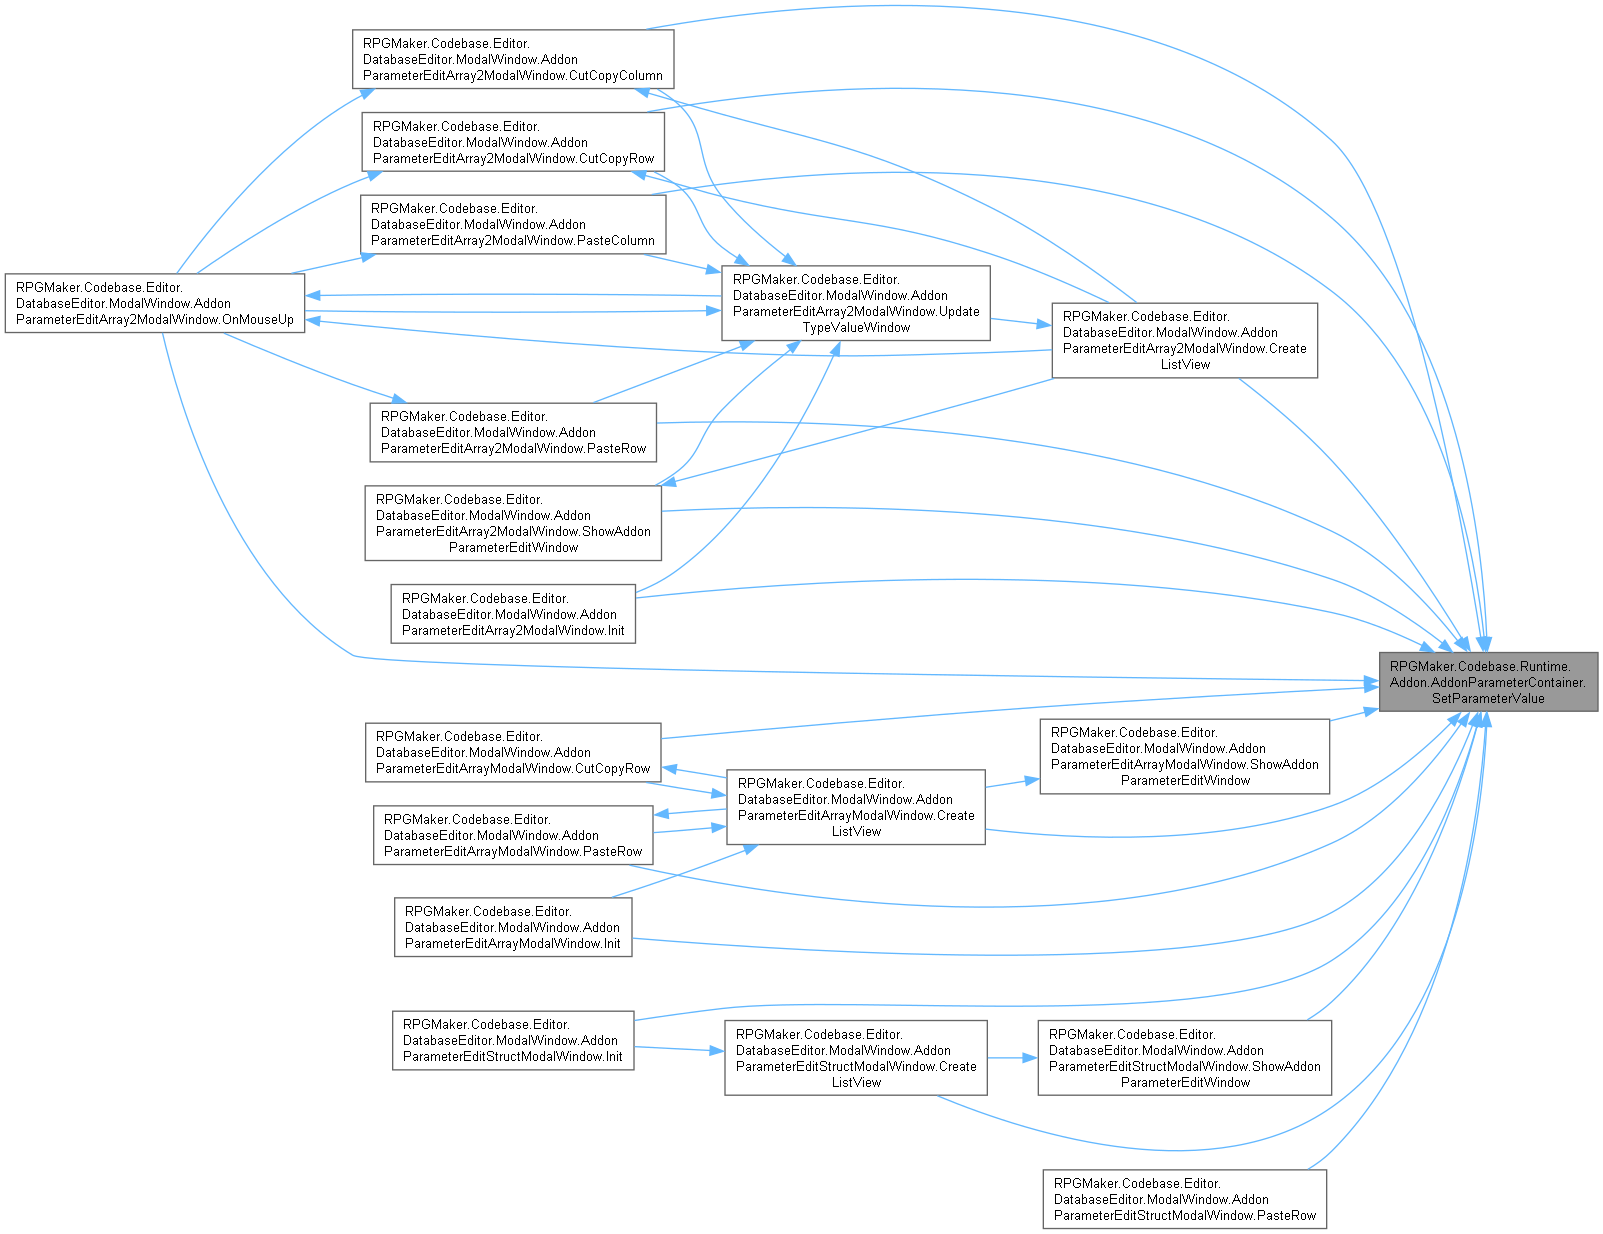 RPGMaker.Codebase.Editor.
DatabaseEditor.ModalWindow.Addon
ParameterEditArray2ModalWindow.CutCopyColumn
RPGMaker.Codebase.Editor.
DatabaseEditor.ModalWindow.Addon
ParameterEditArray2ModalWindow.CutCopyRow
RPGMaker.Codebase.Editor.
DatabaseEditor.ModalWindow.Addon
ParameterEditArray2ModalWindow.PasteColumn
RPGMaker.Codebase.Editor.
DatabaseEditor.ModalWindow.Addon
ParameterEditArray2ModalWindow.OnMouseUp
RPGMaker.Codebase.Editor.
DatabaseEditor.ModalWindow.Addon
ParameterEditArray2ModalWindow.Update
TypeValueWindow
RPGMaker.Codebase.Editor.
DatabaseEditor.ModalWindow.Addon
ParameterEditArray2ModalWindow.Create
ListView
RPGMaker.Codebase.Editor.
DatabaseEditor.ModalWindow.Addon
ParameterEditArray2ModalWindow.PasteRow
RPGMaker.Codebase.Editor.
DatabaseEditor.ModalWindow.Addon
ParameterEditArray2ModalWindow.ShowAddon
ParameterEditWindow
RPGMaker.Codebase.Editor.
DatabaseEditor.ModalWindow.Addon
ParameterEditArray2ModalWindow.Init
RPGMaker.Codebase.Runtime.
Addon.AddonParameterContainer.
SetParameterValue
RPGMaker.Codebase.Editor.
DatabaseEditor.ModalWindow.Addon
ParameterEditArrayModalWindow.CutCopyRow
RPGMaker.Codebase.Editor.
DatabaseEditor.ModalWindow.Addon
ParameterEditArrayModalWindow.ShowAddon
ParameterEditWindow
RPGMaker.Codebase.Editor.
DatabaseEditor.ModalWindow.Addon
ParameterEditArrayModalWindow.Create
ListView
RPGMaker.Codebase.Editor.
DatabaseEditor.ModalWindow.Addon
ParameterEditArrayModalWindow.PasteRow
RPGMaker.Codebase.Editor.
DatabaseEditor.ModalWindow.Addon
ParameterEditArrayModalWindow.Init
RPGMaker.Codebase.Editor.
DatabaseEditor.ModalWindow.Addon
ParameterEditStructModalWindow.Init
RPGMaker.Codebase.Editor.
DatabaseEditor.ModalWindow.Addon
ParameterEditStructModalWindow.Create
ListView
RPGMaker.Codebase.Editor.
DatabaseEditor.ModalWindow.Addon
ParameterEditStructModalWindow.ShowAddon
ParameterEditWindow
RPGMaker.Codebase.Editor.
DatabaseEditor.ModalWindow.Addon
ParameterEditStructModalWindow.PasteRow